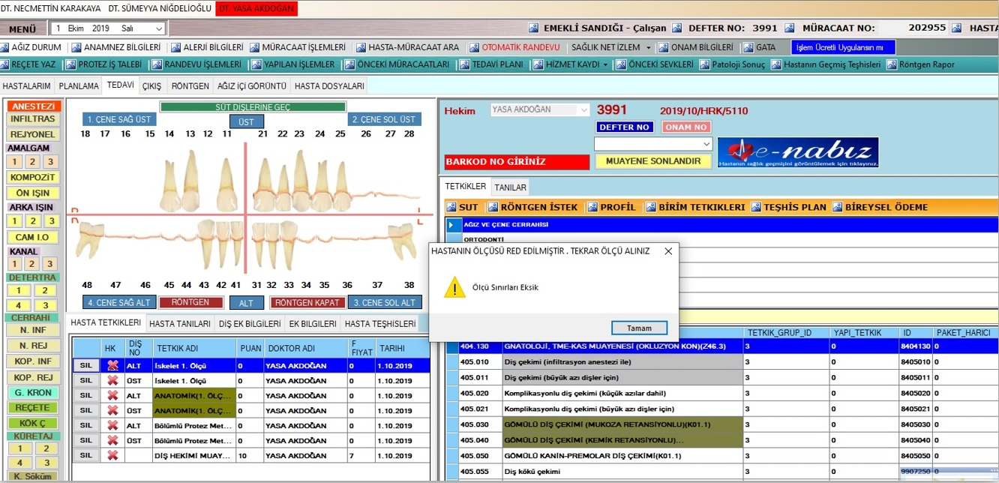 DT. NECMETTIN KARAKAYA DT. SÜMEYYA NİĞDELİOĞLU DT. YASA AKDOĞAN
MENÜ 1 Ekim 2019 Salı EMEKLİ SANDIĞI - Çalışan DEFTER NO: 3991 MÜRACAAT NO: 202955 HASTA
AĞIZ DURUM ANAMNEZ BİLGİLERİ ALERJİ BİLGİLERİ MÜRACAAT İŞLEMLERİ HASTA-MÜRACAAT ARA OTOMATİK RANDEVU SAĞLIK NET İZLEM ONAM BİLGİLERİ GATA İşlem Ücretli Uygulansın mı
REÇETE YAZ PROTEZ İŞ TALEBİ RANDEVU İŞLEMLERİ YAPILAN İŞLEMLER ÖNCEKİ MÜRACAATLARI TEDAVİ PLANI HİZMET KAYDI ÖNCEKİ SEVKLERİ Patoloji Sonuç Hastanın Geçmiş Teşhisleri Röntgen Rapor
HASTALARIM PLANLAMA TEDAVİ ÇIKIŞ RÖNTGEN AĞIZ İÇİ GÖRÜNTÜ HASTA DOSYALARI
ANESTEZİ
INFILTRAS
REJYONEL
AMALGAM
1 2 3
KOMPOZİT
ÖN IŞIN
ARKA IŞIN
1 2 3
CAM I.O
KANAL
1 2 3
DETERTRA
1 2
4 3
CERRAHİ
N. INF
N. REJ
KOP. INF
KOP. REJ
G. KRON
REÇETE
KÖK Ç
KÜRETAJ
1 2
4 3
K. Söküm
SÜT DİŞLERİNE GEÇ
1. ÇENE SAĞ ÜST ÜST 2. ÇENE SOL ÜST
18 17 16 15 14 13 12 11 21 22 23 24 25 26 27 28
R L
R L
48 47 46 45 44 43 42 41 31 32 33 34 35 36 37 38
4. ÇENE SAĞ ALT RÖNTGEN ALT RÖNTGEN KAPAT 3. ÇENE SOL ALT
HASTA TETKIKLERI HASTA TANILARI DİŞ EK BİLGİLERİ EK BILGILERI HASTA TEŞHİSLERİ
HK DİŞ NO TETKIK ADI PUAN DOKTOR ADI F FIYAT TARIHI
SIL ALT İskelet 1. Ölçü 0 YASA AKDOĞAN 0 1.10.2019
SIL ÜST İskelet 1. Ölçü 0 YASA AKDOĞAN 0 1.10.2019
SIL ALT ANATOMİK(1. ÖLÇ... 0 YASA AKDOĞAN 0 1.10.2019
SIL ÜST ANATOMİK(1. ÖLÇ... 0 YASA AKDOĞAN 0 1.10.2019
SIL ALT Bölümlü Protez Met... 0 YASA AKDOĞAN 0 1.10.2019
SIL ÜST Bölümlü Protez Met... 0 YASA AKDOĞAN 0 1.10.2019
SIL DİŞ HEKİMİ MUAY... 10 YASA AKDOĞAN 7 1.10.2019
Hekim YASA AKDOĞAN 3991 2019/10/HRK/5110
DEFTER NO ONAM NO
e-nabız
Hastanın sağlık geçmişini görüntülemek için tıklayınız.
BARKOD NO GİRİNİZ MUAYENE SONLANDIR
TETKİKLER TANILAR
SUT RÖNTGEN İSTEK PROFİL BİRİM TETKIKLERI TEŞHİS PLAN BİREYSEL ÖDEME
AĞIZ VE ÇENE CERRAHİSİ
ORTODONTİ
HASTANIN ÖLÇÜSÜ RED EDİLMİŞTİR . TEKRAR ÖLÇÜ ALINIZ
Ölçü Sınırları Eksik
Tamam
TETKIK_GRUP_ID YAPI_TETKIK ID PAKET_HARICI
404.130 GNATOLOJİ, TME-KAS MUAYENESİ (OKLUZYON KON)(Z46.3) 3 0 8404130 0
405.010 Diş çekimi (infiltrasyon anestezi ile) 3 0 8405010 0
405.011 Diş çekimi (büyük azı dişler için) 3 0 8405011 0
405.020 Komplikasyonlu diş çekimi (küçük azılar dahil) 3 0 8405020 0
405.021 Komplikasyonlu diş çekimi (büyük azı dişler için) 3 0 8405021 0
405.030 GÖMÜLÜ DİŞ ÇEKİMİ (MUKOZA RETANSİYONLU)(K01.1) 3 0 8405030 0
405.040 GÖMÜLÜ DİŞ ÇEKİMİ (KEMİK RETANSİYONLU)... 3 0 8405040 0
405.050 GÖMÜLÜ KANİN-PREMOLAR DİŞ ÇEKİMİ(K01.1) 3 0 8405050 0
405.055 Diş kökü çekimi 3 0 9907250 0